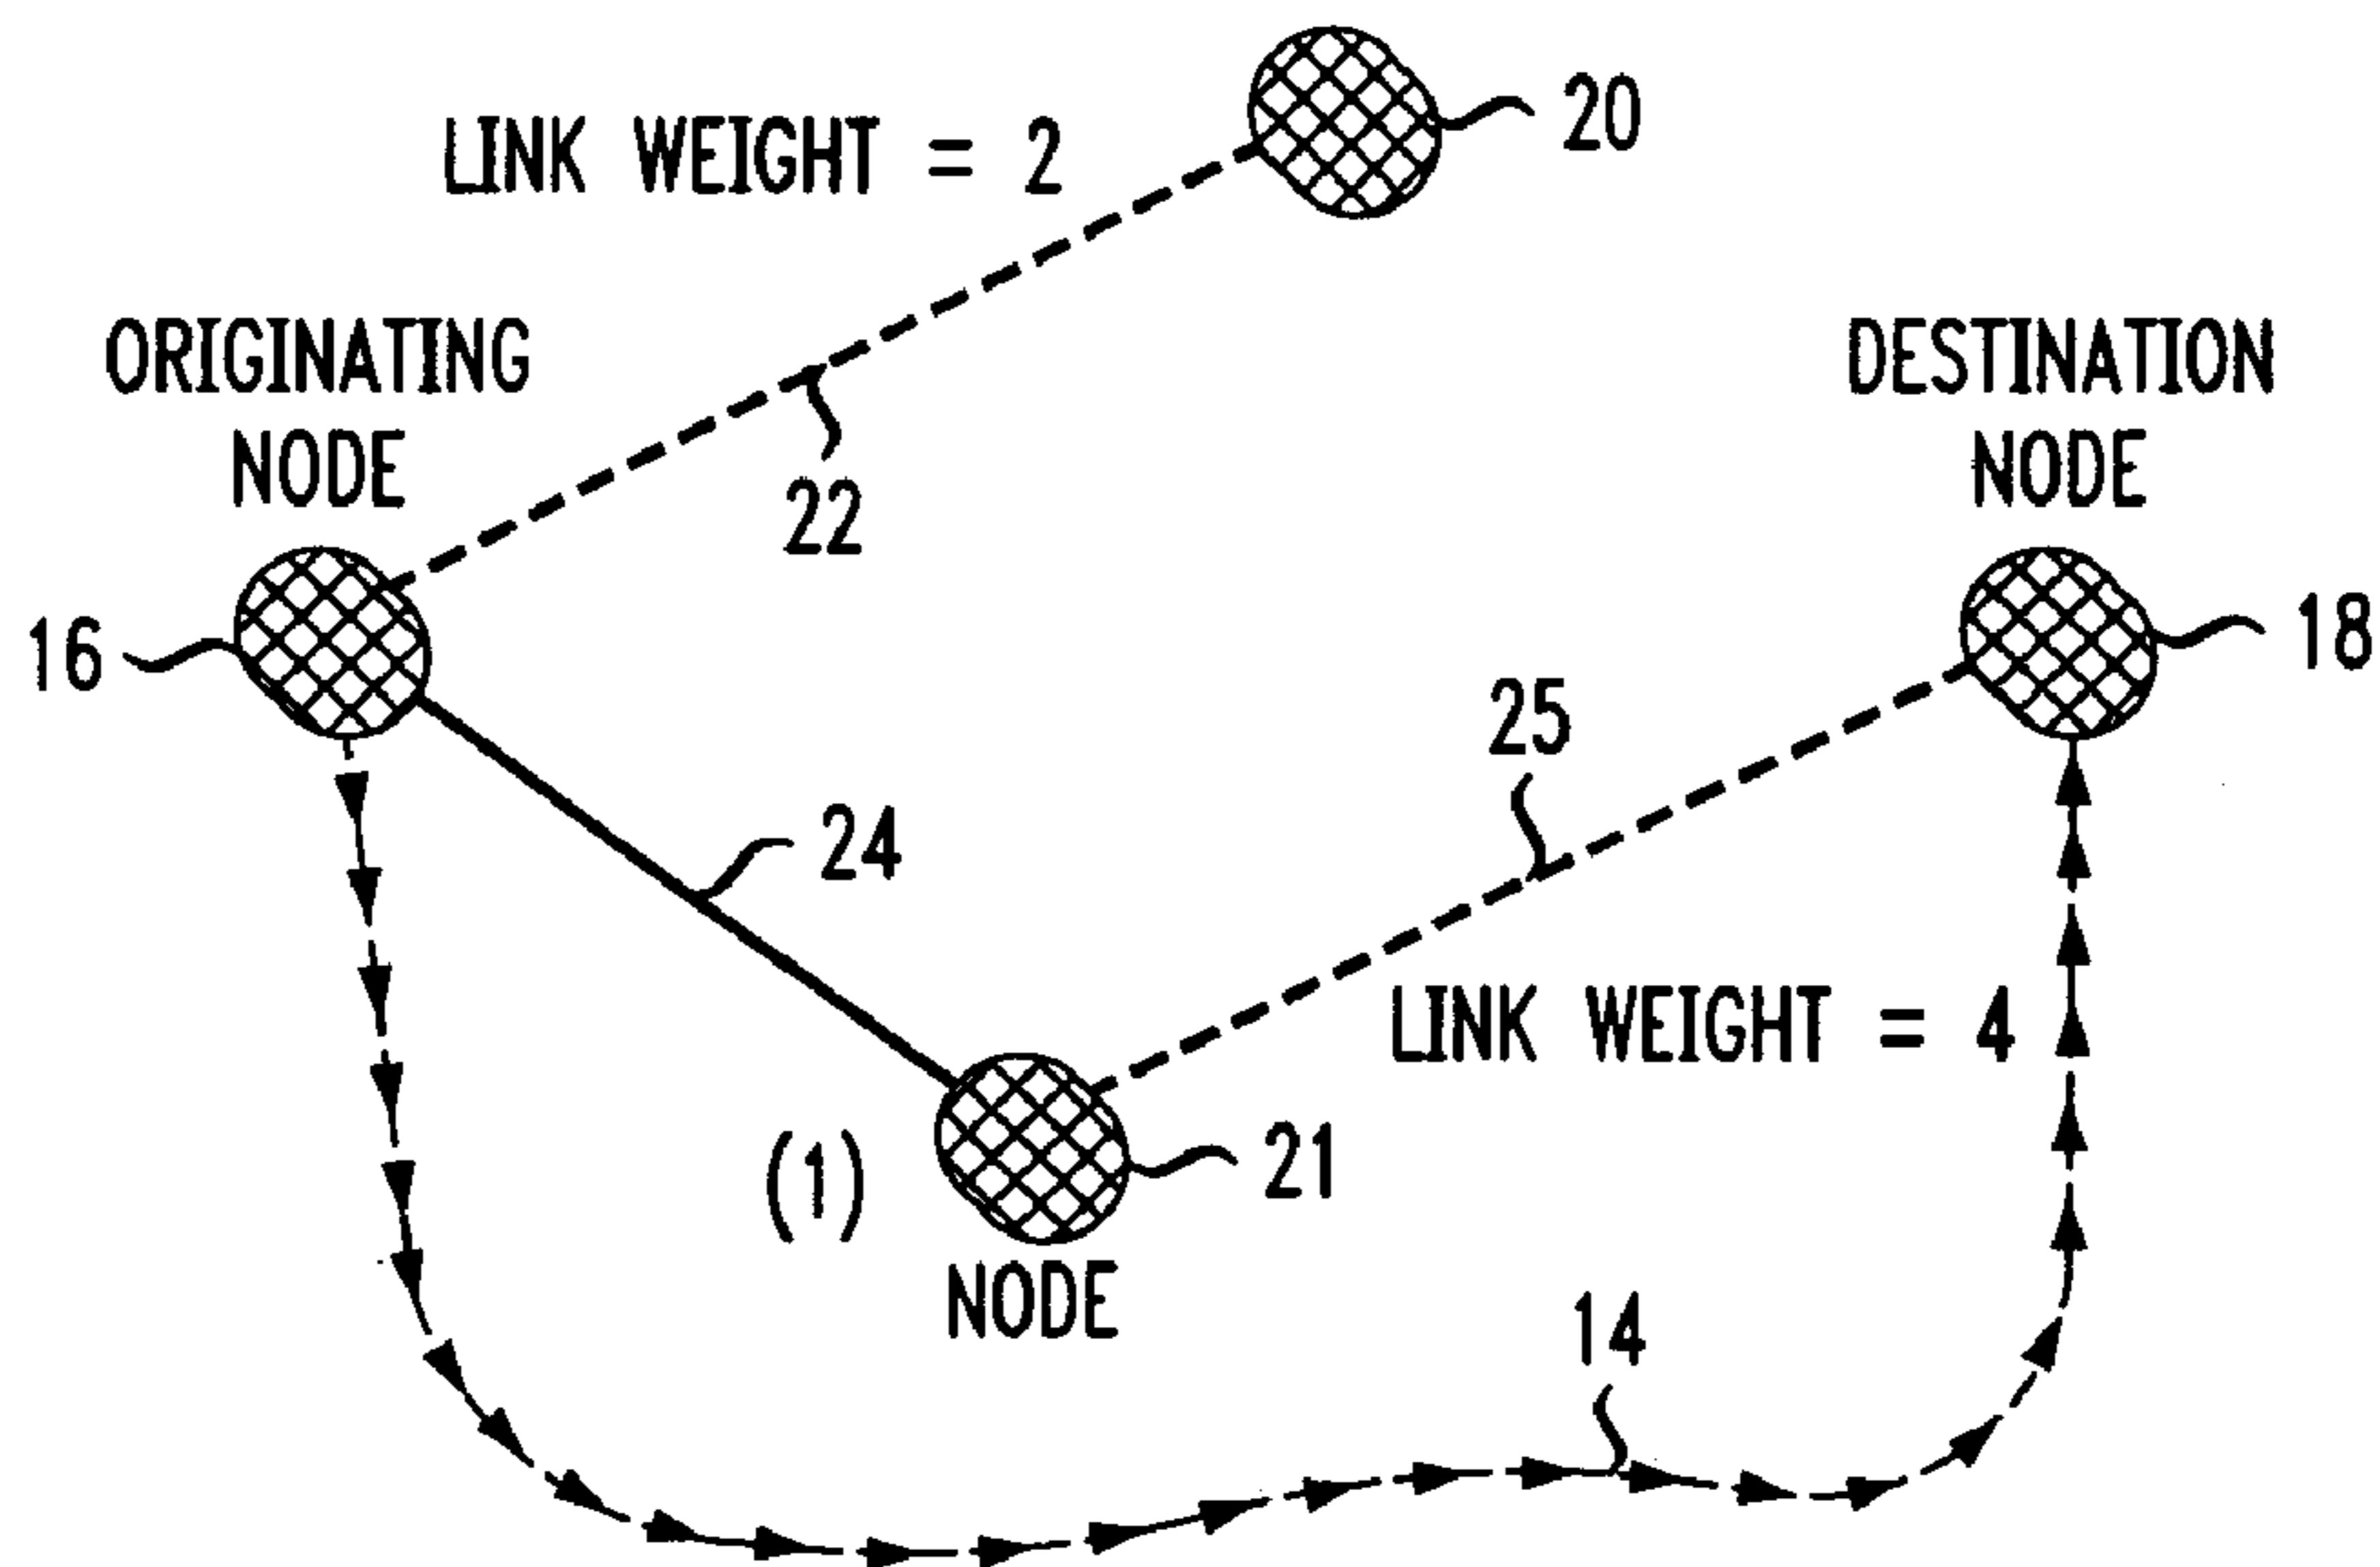 LINK WEIGHT = 2
20
ORIGINATING
NODE
DESTINATION
NODE
22
16
18
25
24
LINK WEIGHT = 4
(1)
21
NODE
14